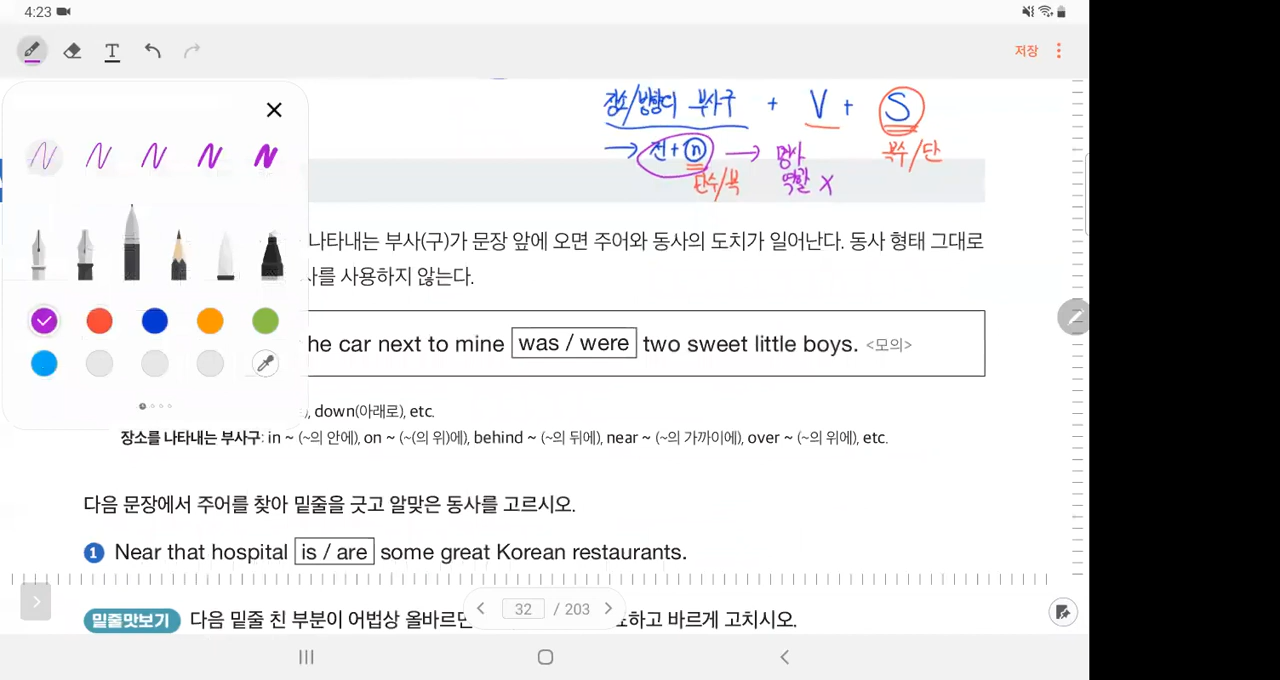 4:23
T 저장
장소/방향의 부사구 + V + S
→ 전+ⓝ → 명사 복수/단
단수/복 역할 X
나타내는 부사(구)가 문장 앞에 오면 주어와 동사의 도치가 일어난다. 동사 형태 그대로
를 사용하지 않는다.
he car next to mine was / were two sweet little boys. <모의>
, down(아래로), etc.
장소를 나타내는 부사구: in ~ (~의 안에), on ~ (~(의 위)에), behind ~ (~의 뒤에), near ~ (~의 가까이에), over ~ (~의 위에), etc.
다음 문장에서 주어를 찾아 밑줄을 긋고 알맞은 동사를 고르시오.
1 Near that hospital is / are some great Korean restaurants.
32 / 203
밑줄맛보기 다음 밑줄 친 부분이 어법상 올바르면 표하고 바르게 고치시오.